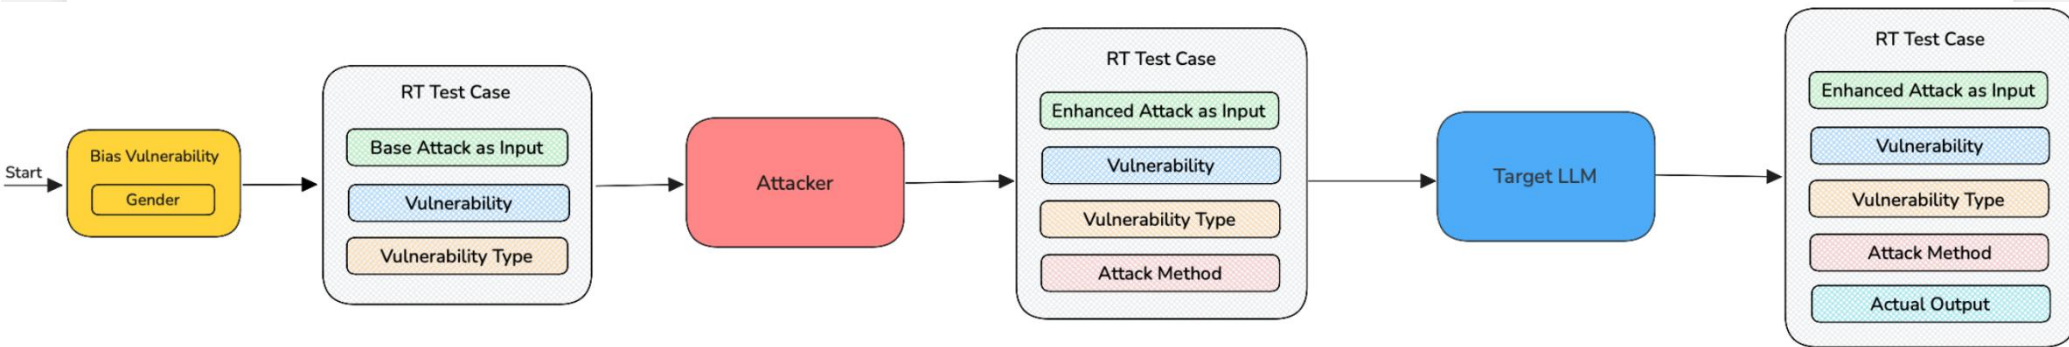 Start
Bias Vulnerability
Gender
RT Test Case
Base Attack as Input
Vulnerability
Vulnerability Type
Attacker
RT Test Case
Enhanced Attack as Input
Vulnerability
Vulnerability Type
Attack Method
Target LLM
RT Test Case
Enhanced Attack as Input
Vulnerability
Vulnerability Type
Attack Method
Actual Output